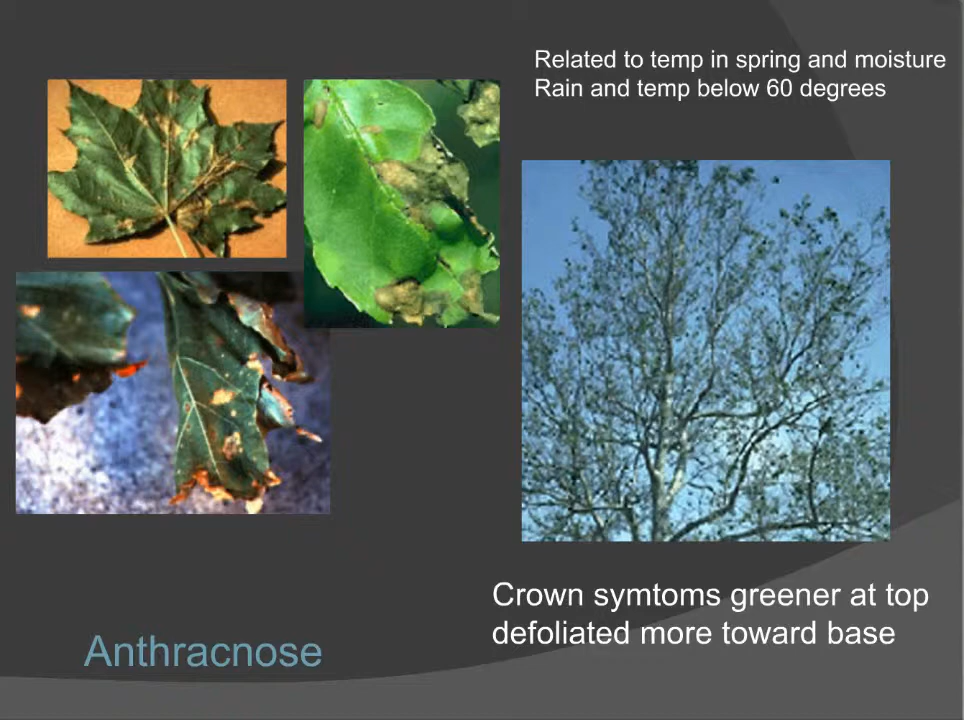 Related to temp in spring and moisture
Rain and temp below 60 degrees
Crown symtoms greener at top
defoliated more toward base
Anthracnose